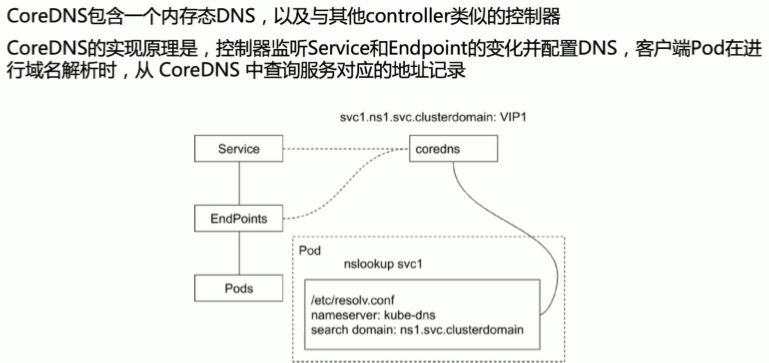 CoreDNS包含一个内存态DNS，以及与其他controller类似的控制器
CoreDNS的实现原理是，控制器监听Service和Endpoint的变化并配置DNS，客户端Pod在进
行域名解析时，从 CoreDNS 中查询服务对应的地址记录
svc1.ns1.svc.clusterdomain: VIP1
Service
coredns
EndPoints
Pod
nslookup svc1
Pods
/etc/resolv.conf
nameserver: kube-dns
search domain: ns1.svc.clusterdomain